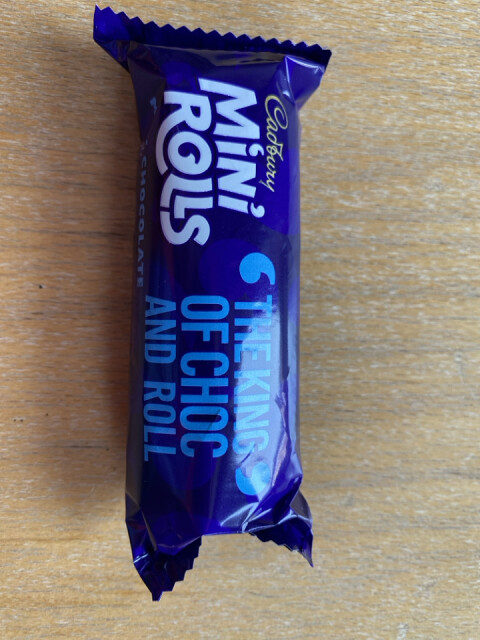 Cadbury
MiNi
ROLLS
CHOCOLATE
‘THE KING
OF CHOC
AND ROLL’